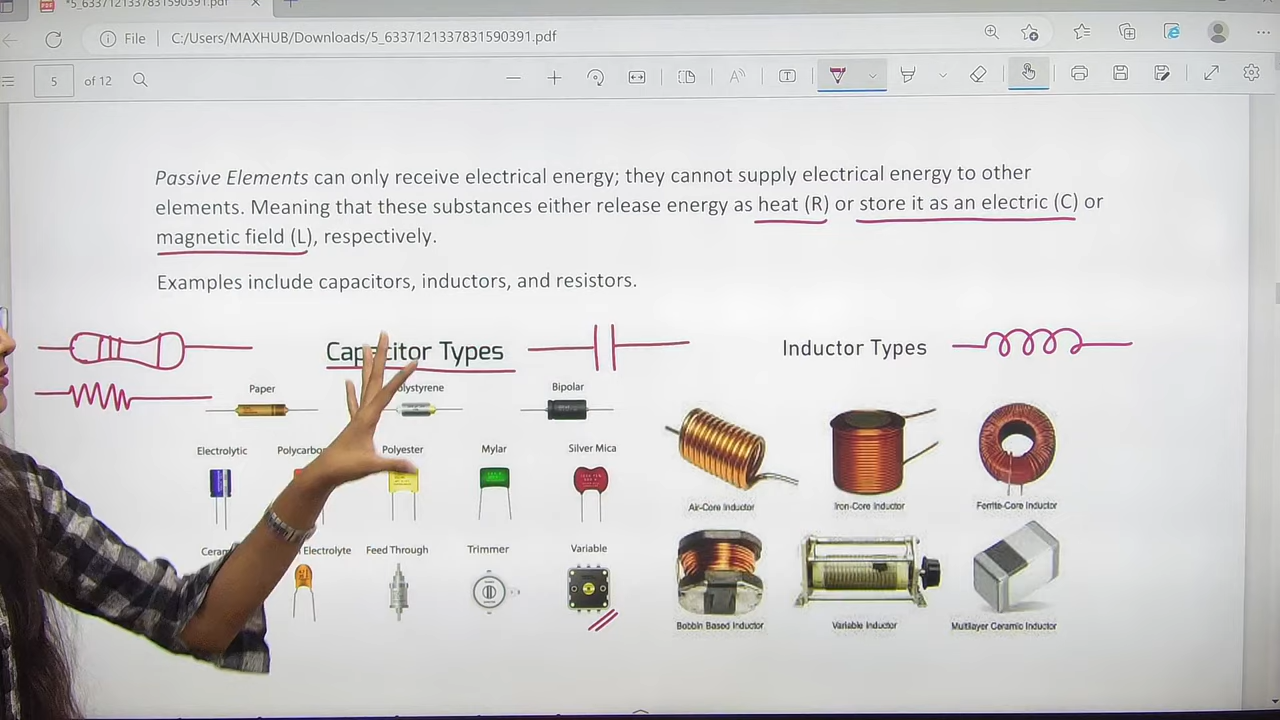 *5_6337121337831590391.pdf
File | C:/Users/MAXHUB/Downloads/5_6337121337831590391.pdf
5 of 12
Passive Elements can only receive electrical energy; they cannot supply electrical energy to other
elements. Meaning that these substances either release energy as heat (R) or store it as an electric (C) or
magnetic field (L), respectively.
Examples include capacitors, inductors, and resistors.
Capacitor Types
Paper
Bipolar
Electrolytic
Polyester
Mylar
Silver Mica
Electrolyte
Feed Through
Trimmer
Variable
Inductor Types
Air-Core Inductor
Iron-Core Inductor
Ferrite-Core Inductor
Bobbin Based Inductor
Variable Inductor
Multilayer Ceramic Inductor